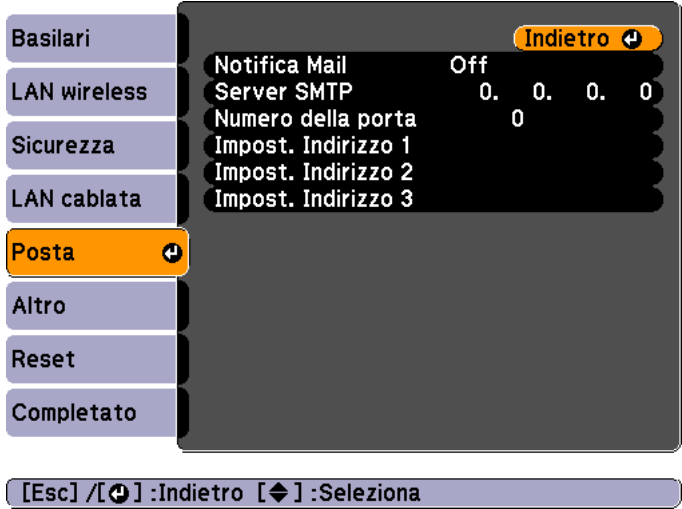 Basilari
LAN wireless
Sicurezza
LAN cablata
Posta
Altro
Reset
Completato
Indietro
Notifica Mail Off
Server SMTP 0. 0. 0. 0
Numero della porta 0
Impost. Indirizzo 1
Impost. Indirizzo 2
Impost. Indirizzo 3
[Esc] /[⏎] :Indietro [◆] :Seleziona